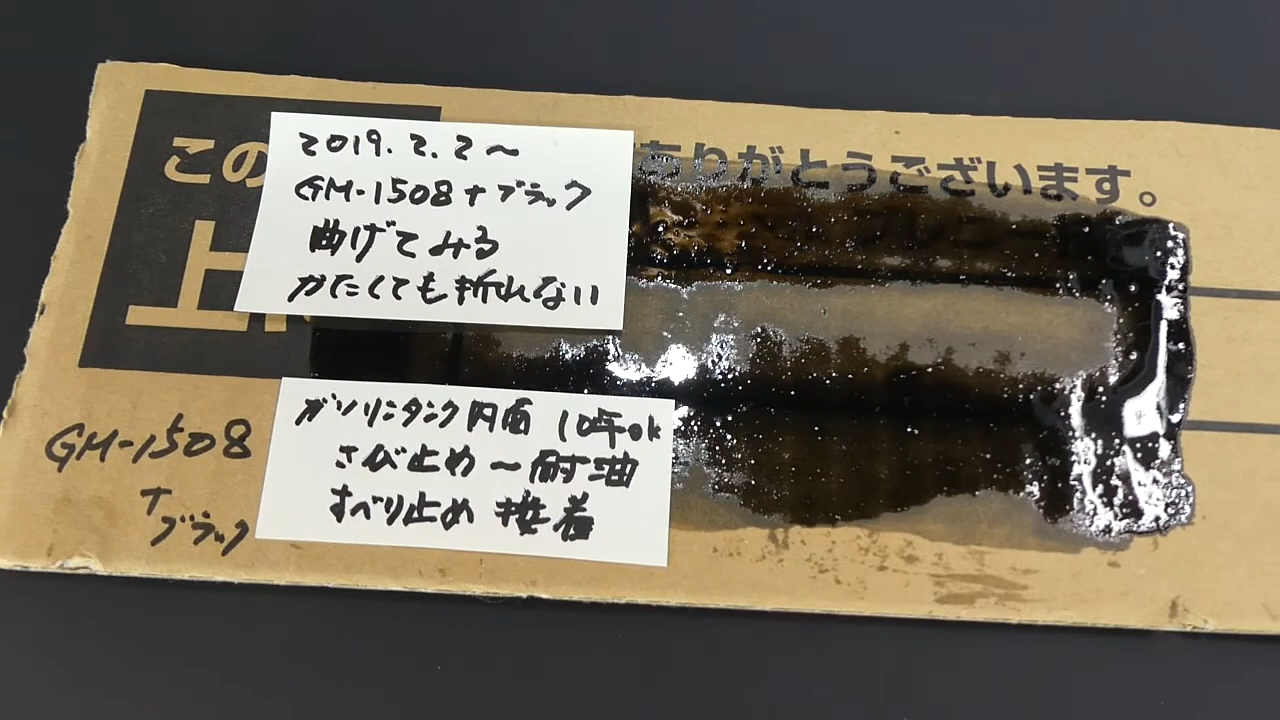 この
ありがとうございます。
上
2019.2.2～
GM-1508+ブラック
曲げてみる
かたくても折れない
ガソリンタンク内面 10年ok
さび止め～耐油
すべり止め 接着
GM-1508
+
ブラック